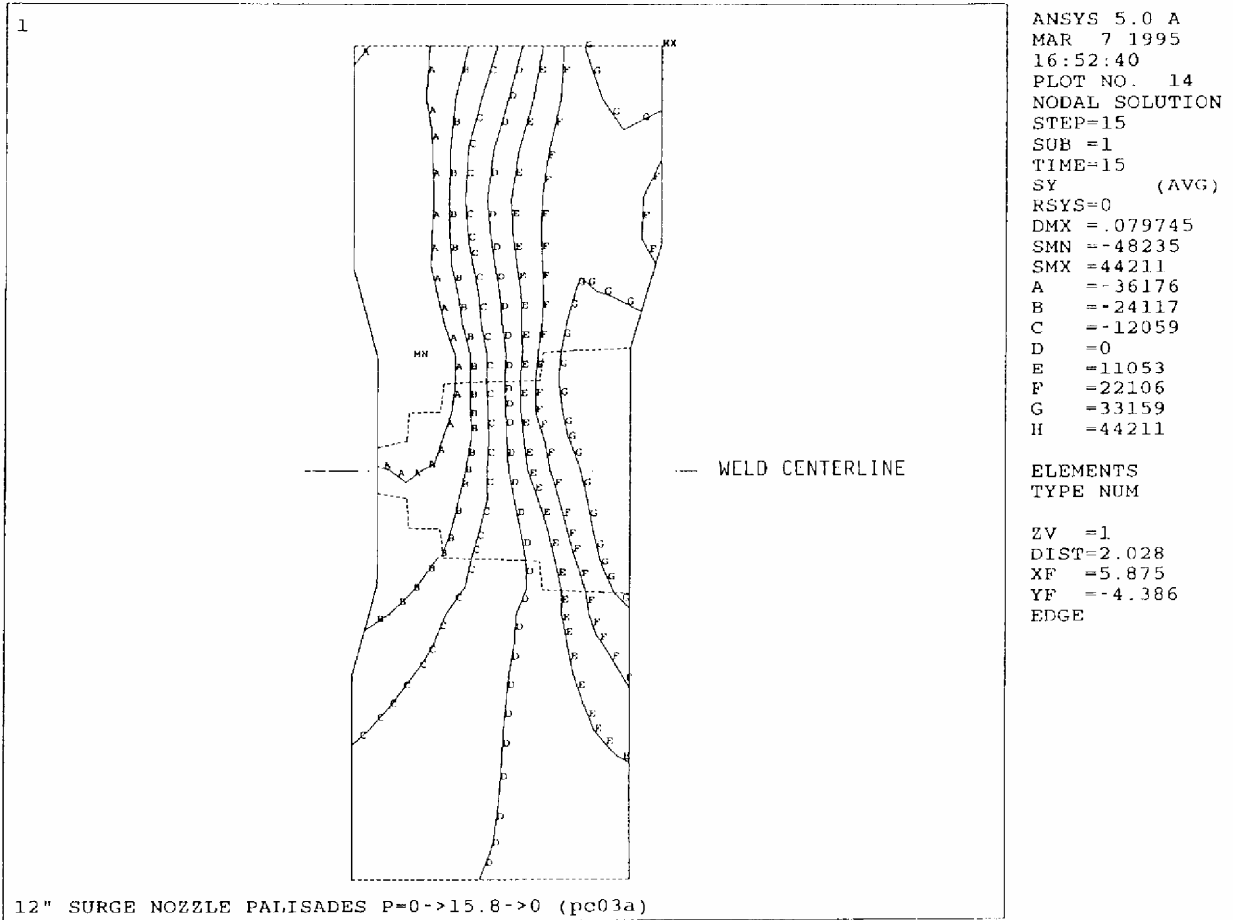 1
ANSYS 5.0 A
MAR 7 1995
16:52:40
PLOT NO. 14
NODAL SOLUTION
STEP=15
SUB =1
TIME=15
SY (AVG)
RSYS=0
DMX =.079745
SMN =-48235
SMX =44211
A =-36176
B =-24117
C =-12059
D =0
E =11053
F =22106
G =33159
H =44211
ELEMENTS
TYPE NUM
ZV =1
DIST=2.028
XF =5.875
YF =-4.386
EDGE
MX
MN
WELD CENTERLINE
12" SURGE NOZZLE PALISADES P=0->15.8->0 (pc03a)